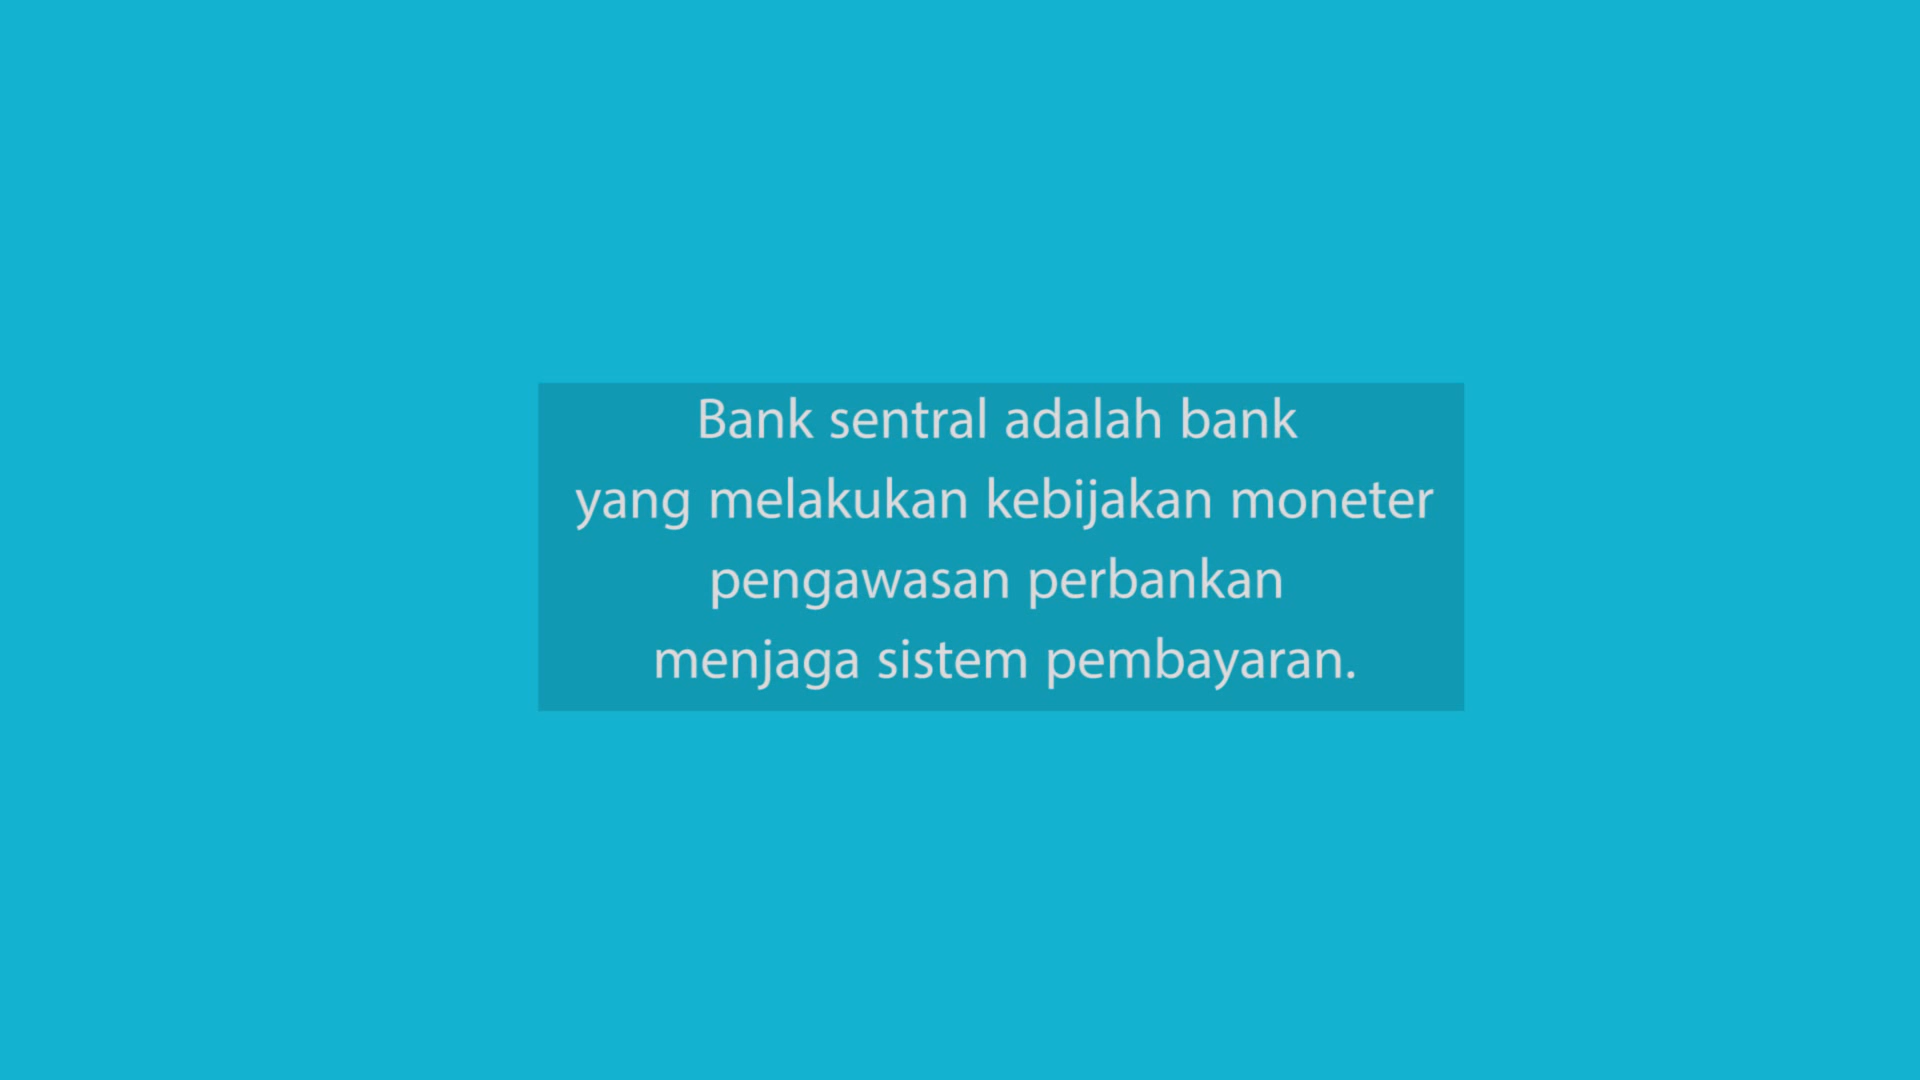 Bank sentral adalah bank
yang melakukan kebijakan moneter
pengawasan perbankan
menjaga sistem pembayaran.